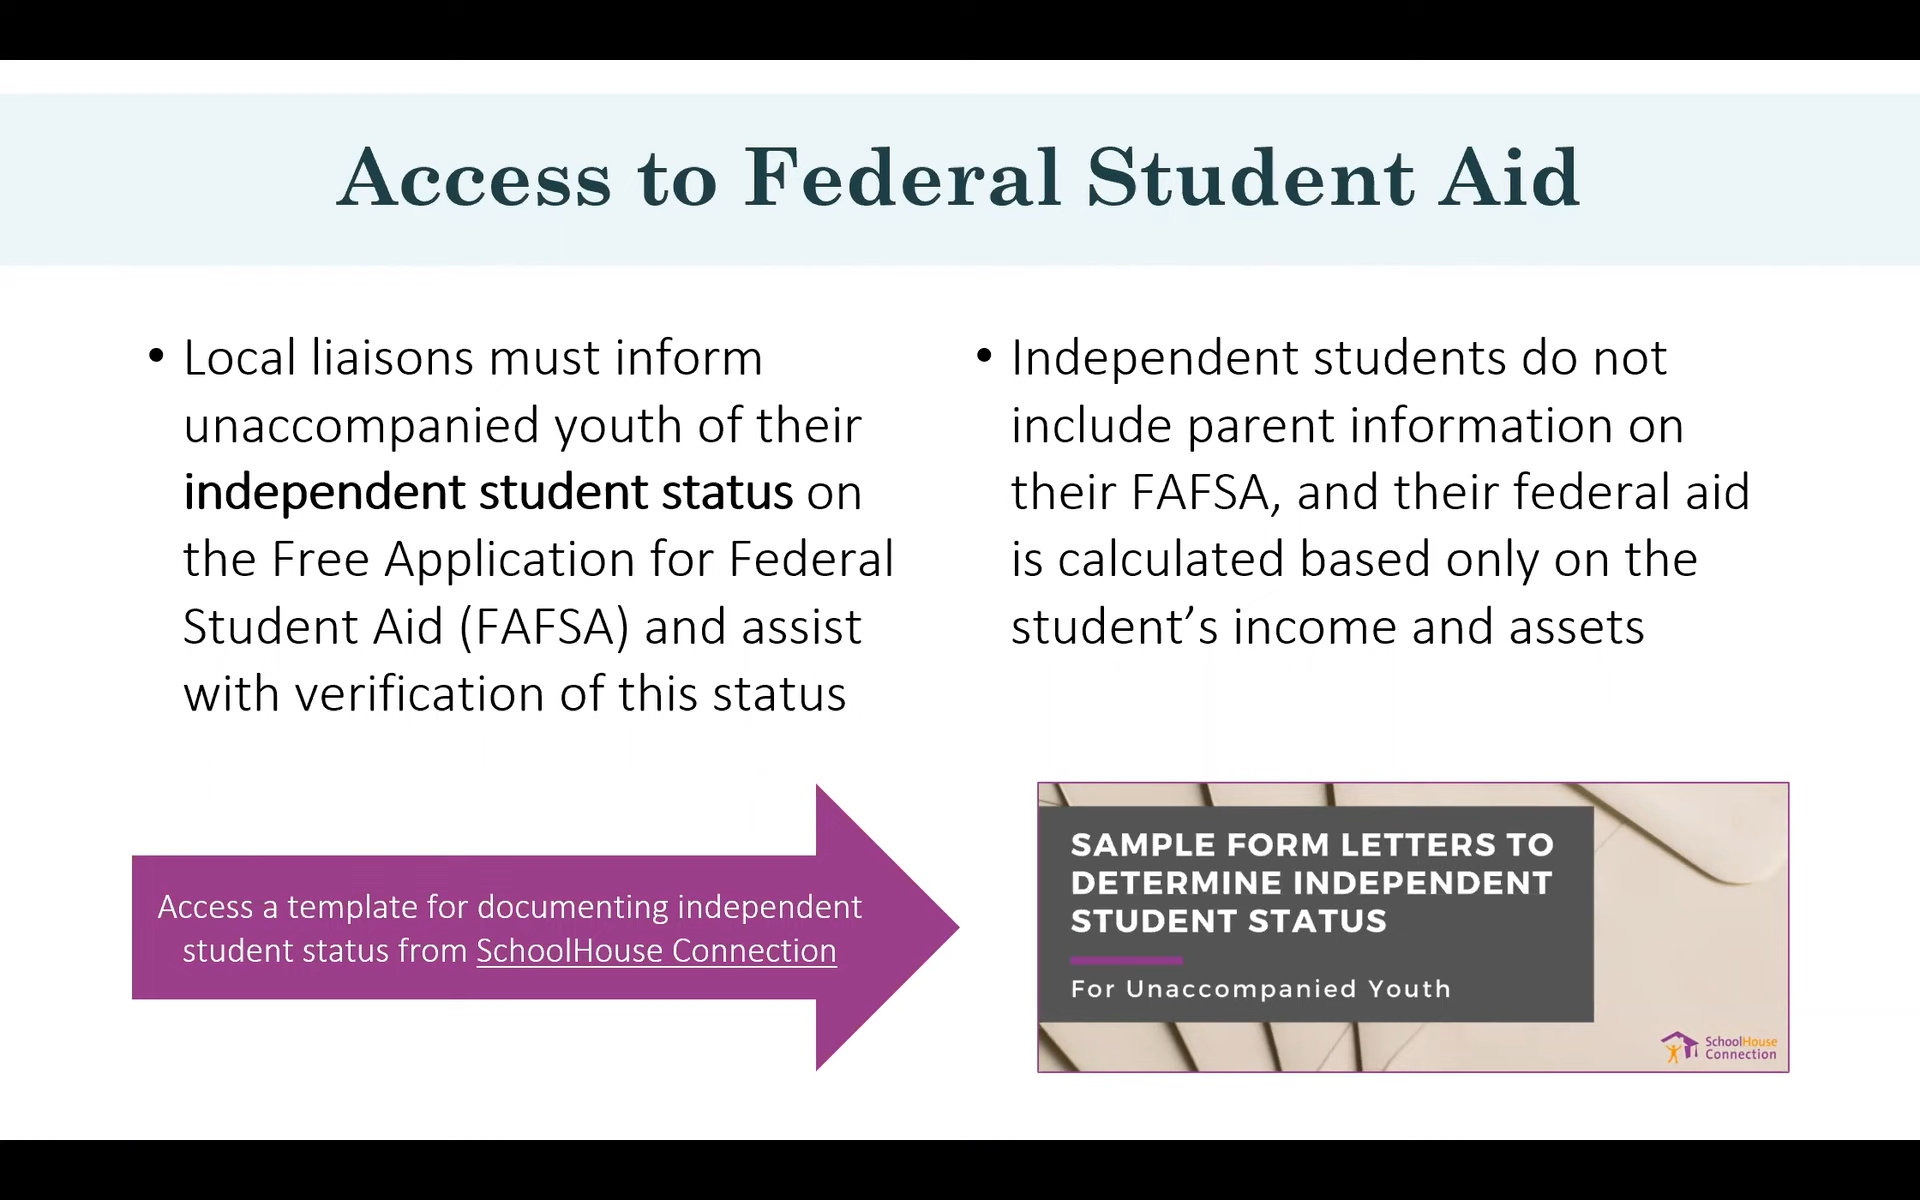 Access to Federal Student Aid
• Local liaisons must inform
unaccompanied youth of their
independent student status on
the Free Application for Federal
Student Aid (FAFSA) and assist
with verification of this status
• Independent students do not
include parent information on
their FAFSA, and their federal aid
is calculated based only on the
student’s income and assets
Access a template for documenting independent
student status from SchoolHouse Connection
SAMPLE FORM LETTERS TO
DETERMINE INDEPENDENT
STUDENT STATUS
For Unaccompanied Youth
SchoolHouse
Connection